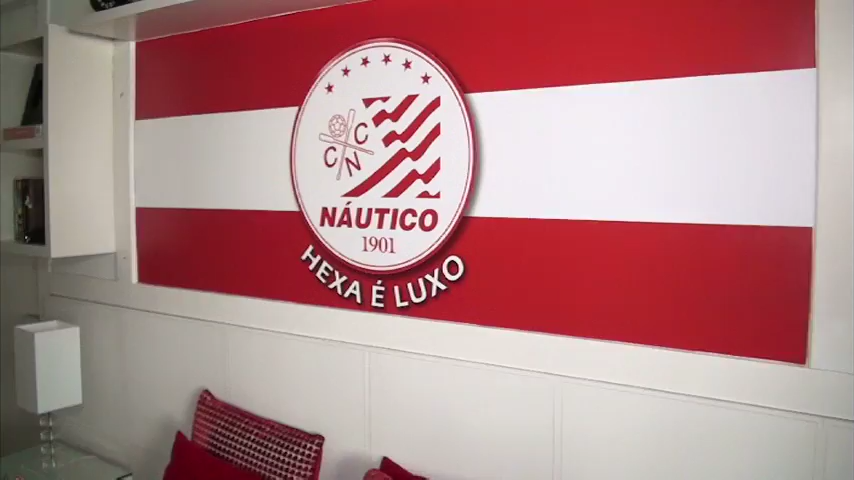 C C
N
NÁUTICO
1901
HEXA É LUXO